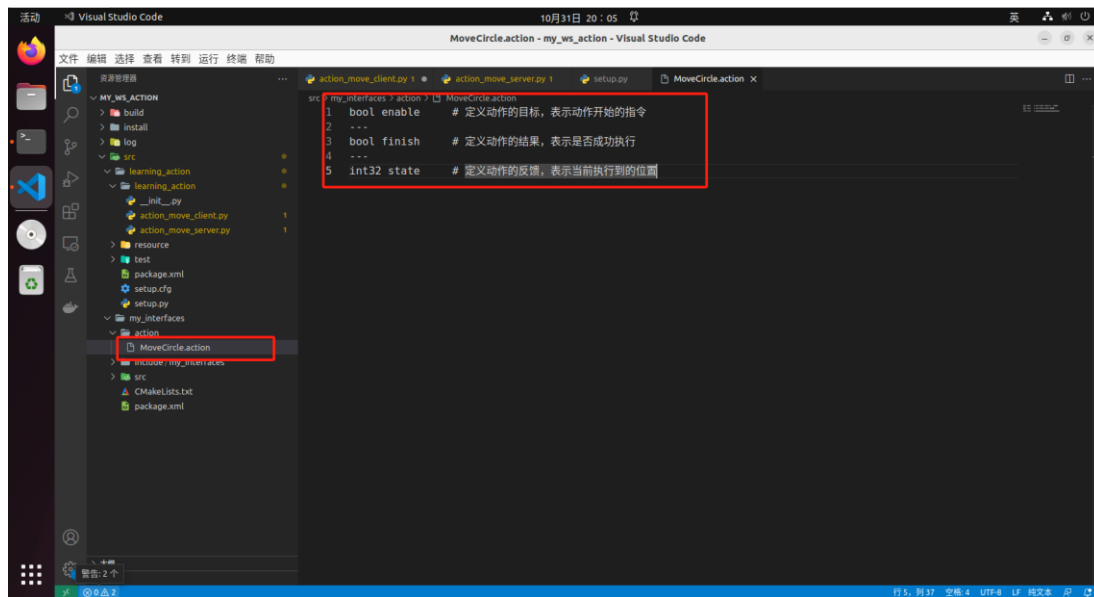 活动 Visual Studio Code 10月31日 20：05 英
MoveCircle.action - my_ws_action - Visual Studio Code
文件 编辑 选择 查看 转到 运行 终端 帮助
资源管理器 ···
action_move_client.py 1 action_move_server.py 1 setup.py MoveCircle.action
MY_WS_ACTION
build
install
log
src
learning_action
learning_action
__init__.py
action_move_client.py 1
action_move_server.py 1
resource
test
package.xml
setup.cfg
setup.py
my_interfaces
action
MoveCircle.action
include / my_interfaces
src
CMakeLists.txt
package.xml
src > my_interfaces > action > MoveCircle.action
1 bool enable # 定义动作的目标，表示动作开始的指令
2 ---
3 bool finish # 定义动作的结果，表示是否成功执行
4 ---
5 int32 state # 定义动作的反馈，表示当前执行到的位置
警告: 2 个
0 2 行 5，列 37 空格: 4 UTF-8 LF 纯文本